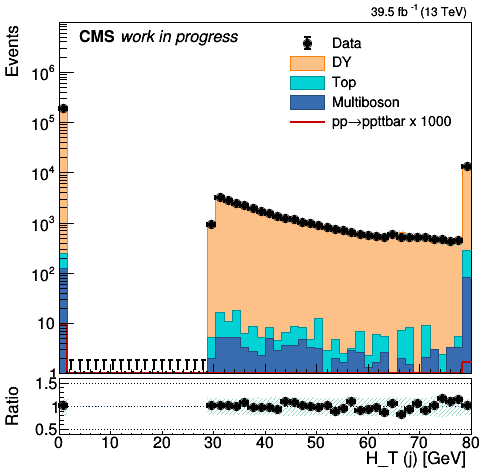 39.5 fb⁻¹ (13 TeV)
CMS work in progress
Data
DY
Top
Multiboson
pp→ppttbar x 1000
Events
10⁶
10⁵
10⁴
10³
10²
10
1
Ratio
1.5
1
0.5
0 10 20 30 40 50 60 70 80
H_T (j) [GeV]